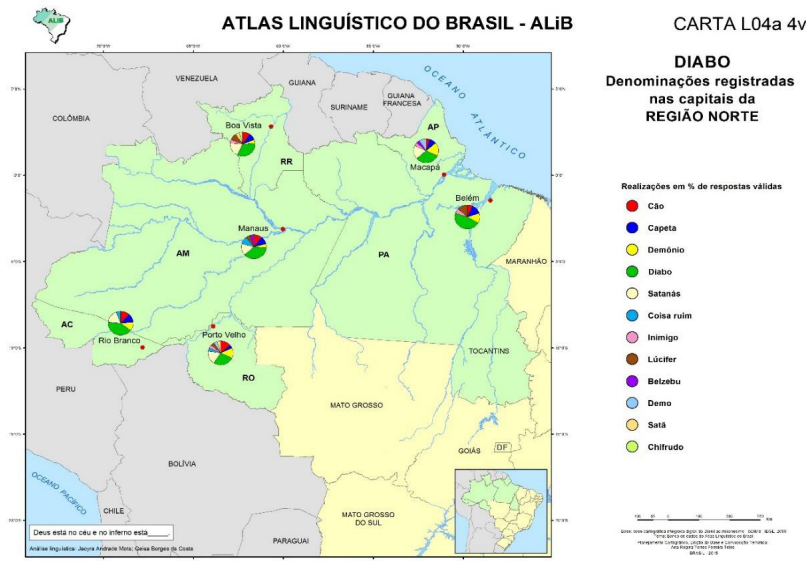 ALiB
ATLAS LINGUÍSTICO DO BRASIL - ALiB
CARTA L04a 4v
DIABO
Denominações registradas
nas capitais da
REGIÃO NORTE
VENEZUELA
GUIANA
SURINAME
GUIANA
FRANCESA
OCEANO
ATLÂNTICO
COLÔMBIA
Boa Vista
RR
AP
Macapá
Belém
Manaus
AM
PA
MARANHÃO
AC
Rio Branco
Porto Velho
RO
TOCANTINS
PERU
MATO GROSSO
GOIÁS
DF
BOLÍVIA
OCEANO PACÍFICO
CHILE
MATO GROSSO
DO SUL
PARAGUAI
Deus está no céu e no inferno está_____.
Análise linguística: Jacyra Andrade Mota; Geisa Borges da Costa
Realizações em % de respostas válidas
Cão
Capeta
Demônio
Diabo
Satanás
Coisa ruim
Inimigo
Lúcifer
Belzebu
Demo
Satã
Chifrudo